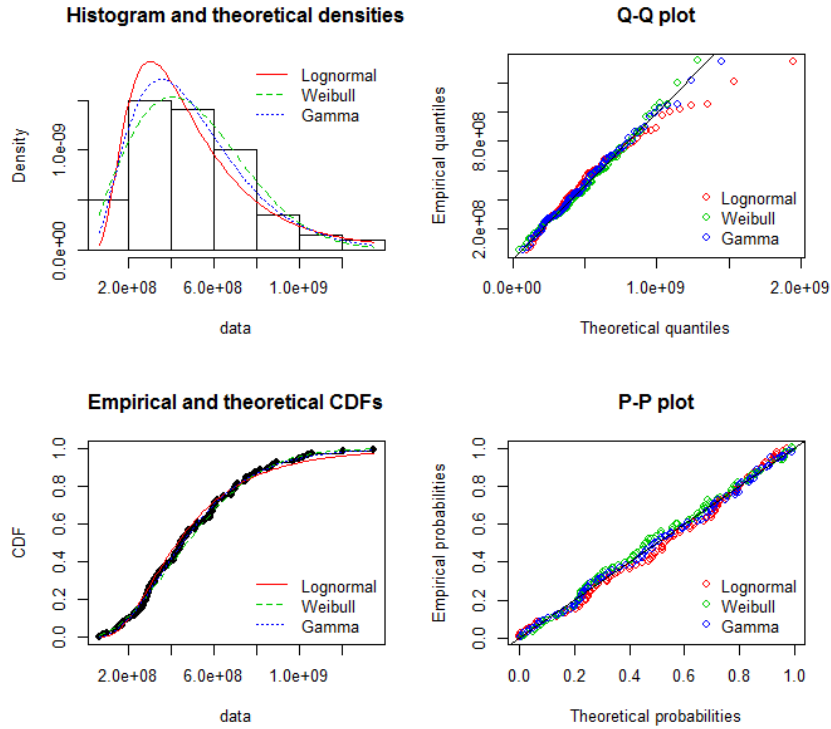 Histogram and theoretical densities
Density
0.0e+00
1.0e-09
Lognormal
Weibull
Gamma
2.0e+08 6.0e+08 1.0e+09
data
Q-Q plot
Empirical quantiles
2.0e+08
8.0e+08
Lognormal
Weibull
Gamma
0.0e+00 1.0e+09 2.0e+09
Theoretical quantiles
Empirical and theoretical CDFs
CDF
0.0
0.2
0.4
0.6
0.8
1.0
Lognormal
Weibull
Gamma
2.0e+08 6.0e+08 1.0e+09
data
P-P plot
Empirical probabilities
0.0
0.2
0.4
0.6
0.8
1.0
Lognormal
Weibull
Gamma
0.0 0.2 0.4 0.6 0.8 1.0
Theoretical probabilities